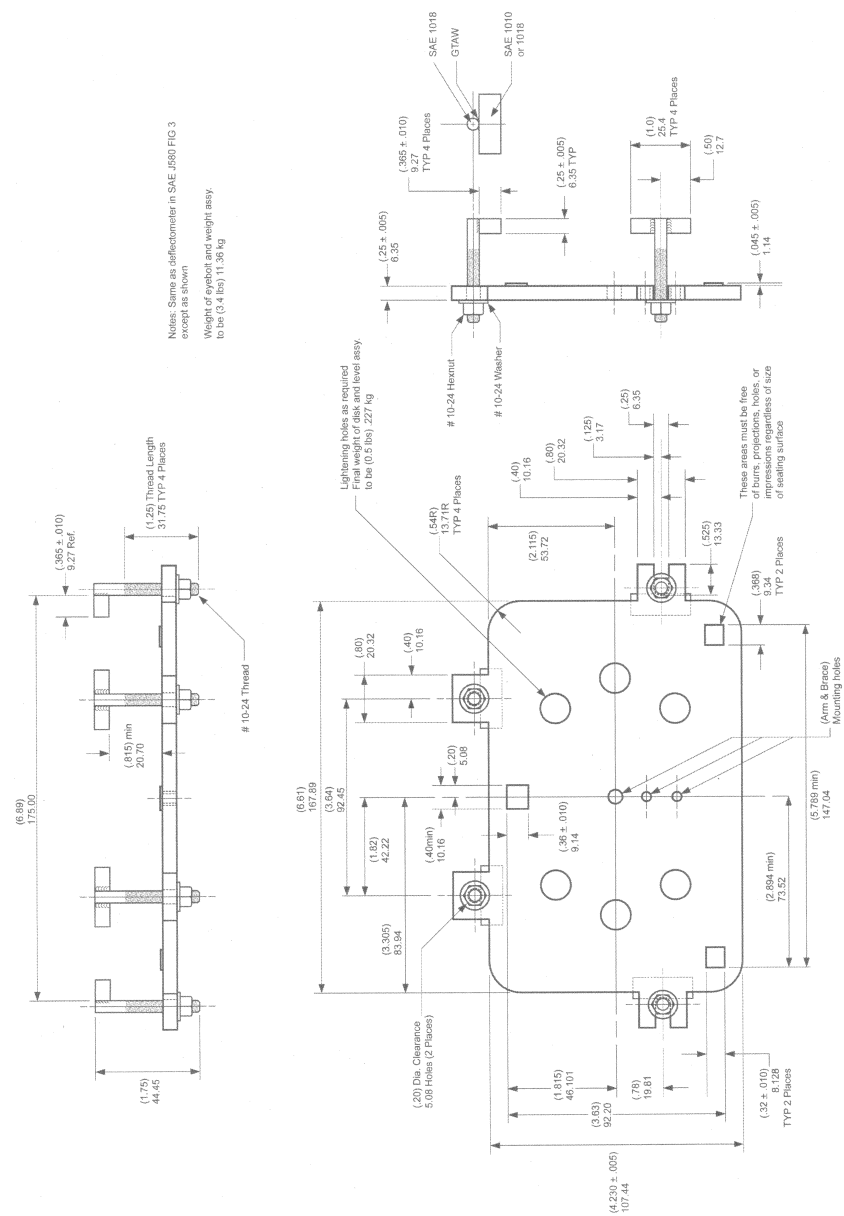 Notes: Same as deflectometer in SAE J580 FIG 3
except as shown
Weight of eyebolt and weight assy.
to be (3.4 lbs) 11.36 kg
(6.89)
175.00
(.365 ± .010)
9.27 Ref.
(1.25) Thread Length
31.75 TYP 4 Places
(.815) min
20.70
(1.75)
44.45
# 10-24 Thread
SAE 1018
GTAW
SAE 1010
or 1018
(.365 ± .010)
9.27
TYP 4 Places
(.25 ± .005)
6.35
(.25 ± .005)
6.35 TYP
(1.0)
25.4
TYP 4 Places
(.50)
12.7
(.045 ± .005)
1.14
# 10-24 Hexnut
# 10-24 Washer
Lightening holes as required
Final weight of disk and level assy.
to be (0.5 lbs) .227 kg
(.54R)
13.71R
TYP 4 Places
(6.61)
167.89
(3.64)
92.45
(.80)
20.32
(.40)
10.16
(1.82)
42.22
(.20)
5.08
(3.305)
83.94
(.40min)
10.16
(.36 ± .010)
9.14
(.20) Dia. Clearance
5.08 Holes (2 Places)
(2.115)
53.72
(.40)
10.16
(.80)
20.32
(.125)
3.17
(.25)
6.35
(.525)
13.33
(.368)
9.34
TYP 2 Places
These areas must be free
of burrs, projections, holes, or
impressions regardless of size
of seating surface
(Arm & Brace)
Mounting holes
(2.894 min)
73.52
(5.789 min)
147.04
(1.815)
46.101
(.78)
19.81
(3.63)
92.20
(.32 ± .010)
8.128
TYP 2 Places
(4.230 ± .005)
107.44